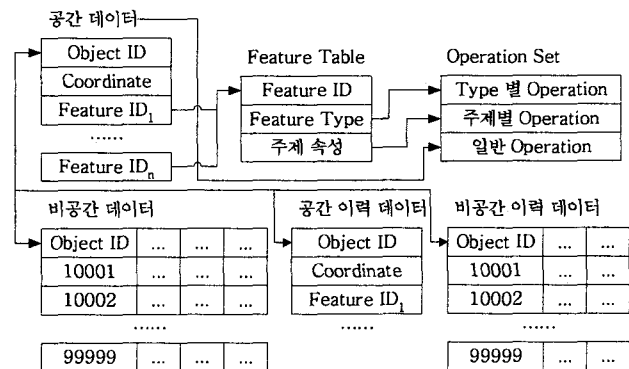 공간 데이터
Object ID
Coordinate
Feature ID1
......
Feature IDn
Feature Table
Feature ID
Feature Type
주제 속성
Operation Set
Type 별 Operation
주제별 Operation
일반 Operation
비공간 데이터
Object ID ... ... ...
10001 ... ... ...
10002 ... ... ...
......
99999 ... ... ...
공간 이력 데이터
Object ID
Coordinate
Feature ID1
......
비공간 이력 데이터
Object ID ... ...
10001 ... ...
10002 ... ...
......
99999 ... ...